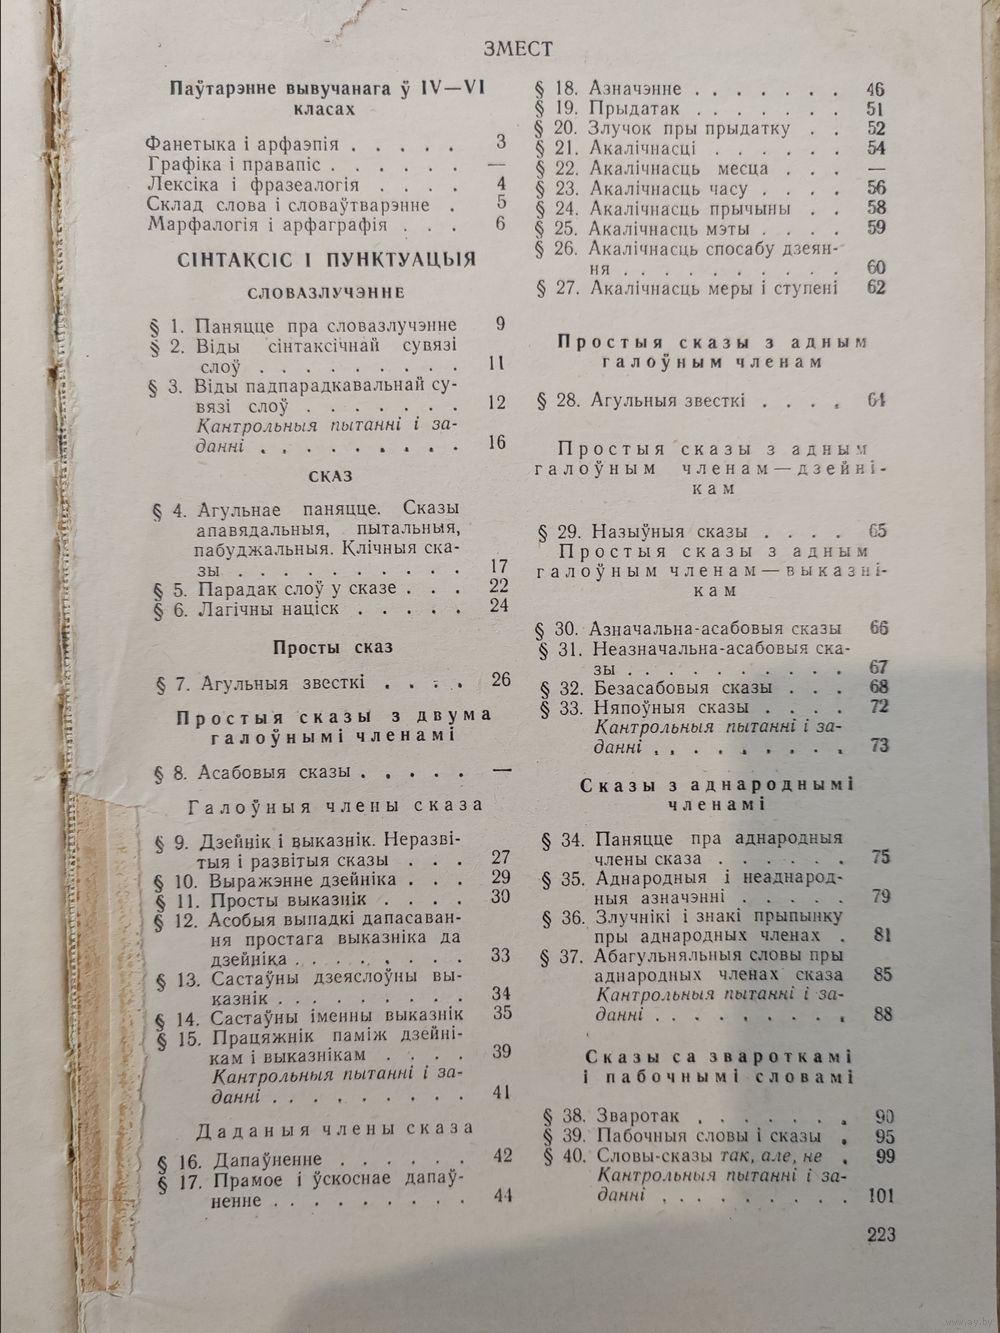 ЗМЕСТ
Паўтарэнне вывучанага ў IV—VI
класах
Фанетыка і арфаэпія . . . . . 3
Графіка і правапіс . . . . . . —
Лексіка і фразеалогія . . . . 4
Склад слова і словаўтварэнне . 5
Марфалогія і арфаграфія . . . 6
СІНТАКСІС І ПУНКТУАЦЫЯ
СЛОВАЗЛУЧЭННЕ
§ 1. Паняцце пра словазлучэнне 9
§ 2. Віды сінтаксічнай сувязі
слоў . . . . . . . . . 11
§ 3. Віды падпарадкавальнай су-
вязі слоў . . . . . . . 12
Кантрольныя пытанні і за-
данні . . . . . . . . . 16
СКАЗ
§ 4. Агульнае паняцце. Сказы
апавядальныя, пытальныя,
пабуджальныя. Клічныя ска-
зы . . . . . . . . . . 17
§ 5. Парадак слоў у сказе . . . 22
§ 6. Лагічны націск . . . . . 24
Просты сказ
§ 7. Агульныя звесткі . . . . 26
Простыя сказы з двума
галоўнымі членамі
§ 8. Асабовыя сказы . . . . . —
Галоўныя члены сказа
§ 9. Дзейнік і выказнік. Неразві-
тыя і развітыя сказы . . . 27
§ 10. Выражэнне дзейніка . . . 29
§ 11. Просты выказнік . . . . 30
§ 12. Асобыя выпадкі дапасаван-
ня простага выказніка да
дзейніка . . . . . . . . 33
§ 13. Састаўны дзеяслоўны вы-
казнік . . . . . . . . . 34
§ 14. Састаўны іменны выказнік 35
§ 15. Працяжнік паміж дзейні-
кам і выказнікам . . . . 39
Кантрольныя пытанні і за-
данні . . . . . . . . . 41
Даданыя члены сказа
§ 16. Дапаўненне . . . . . . 42
§ 17. Прамое і ўскоснае дапаў-
ненне . . . . . . . . . 44
§ 18. Азначэнне . . . . . . . 46
§ 19. Прыдатак . . . . . . . 51
§ 20. Злучок пры прыдатку . . 52
§ 21. Акалічнасці . . . . . . 54
§ 22. Акалічнасць месца . . . —
§ 23. Акалічнасць часу . . . . 56
§ 24. Акалічнасць прычыны . . 58
§ 25. Акалічнасць мэты . . . . 59
§ 26. Акалічнасць спосабу дзеян-
ня . . . . . . . . . . 60
§ 27. Акалічнасць меры і ступені 62
Простыя сказы з адным
галоўным членам
§ 28. Агульныя звесткі . . . . 64
Простыя сказы з адным
галоўным членам — дзейні-
кам
§ 29. Назыўныя сказы . . . . 65
Простыя сказы з адным
галоўным членам — выказні-
кам
§ 30. Азначальна-асабовыя сказы 66
§ 31. Неазначальна-асабовыя ска-
зы . . . . . . . . . . 67
§ 32. Безасабовыя сказы . . . 68
§ 33. Няпоўныя сказы . . . . 72
Кантрольныя пытанні і за-
данні . . . . . . . . . 73
Сказы з аднароднымі
членамі
§ 34. Паняцце пра аднародныя
члены сказа . . . . . . 75
§ 35. Аднародныя і неаднарод-
ныя азначэнні . . . . . 79
§ 36. Злучнікі і знакі прыпынку
пры аднародных членах . 81
§ 37. Абагульняльныя словы пры
аднародных членах сказа 85
Кантрольныя пытанні і за-
данні . . . . . . . . . 88
Сказы са звароткамі
і пабочнымі словамі
§ 38. Зваротак . . . . . . . 90
§ 39. Пабочныя словы і сказы . 95
§ 40. Словы-сказы так, але, не . 99
Кантрольныя пытанні і за-
данні . . . . . . . . . 101
223
www.ay.by